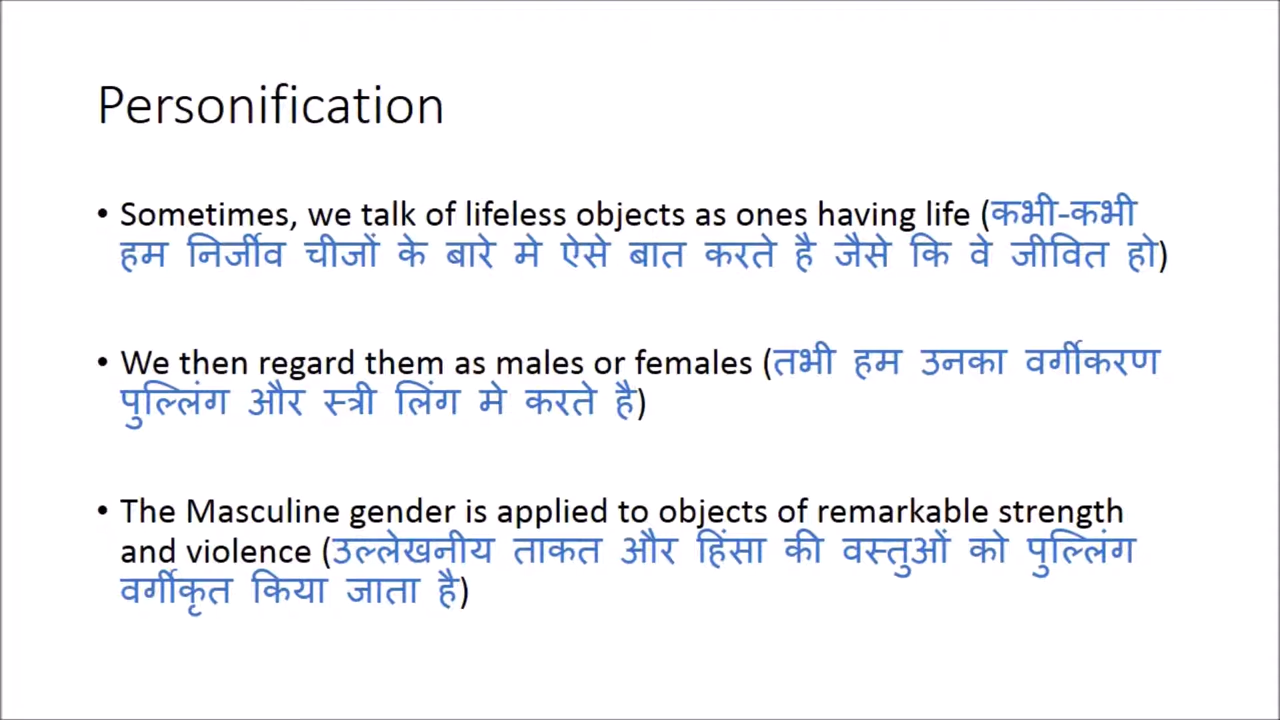 Personification
• Sometimes, we talk of lifeless objects as ones having life (कभी-कभी
हम निर्जीव चीजों के बारे मे ऐसे बात करते है जैसे कि वे जीवित हो)
• We then regard them as males or females (तभी हम उनका वर्गीकरण
पुल्लिंग और स्त्री लिंग मे करते है)
• The Masculine gender is applied to objects of remarkable strength
and violence (उल्लेखनीय ताकत और हिंसा की वस्तुओं को पुल्लिंग
वर्गीकृत किया जाता है)